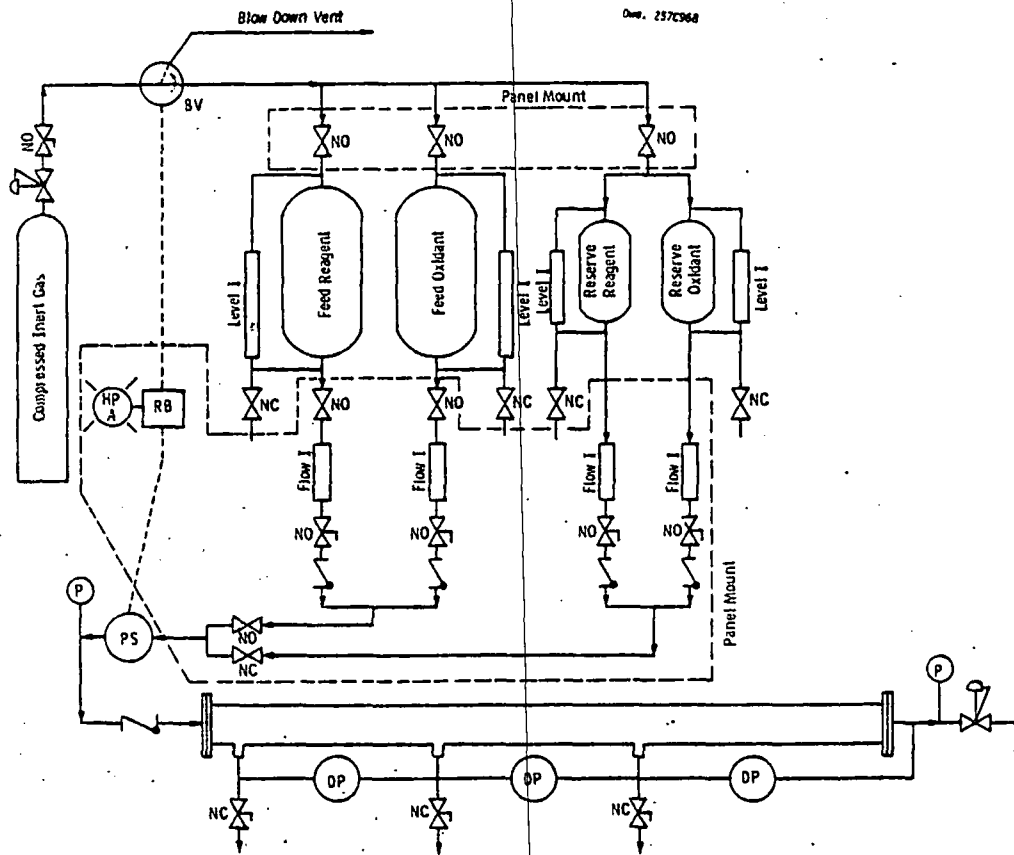 Blow Down Vent
Dwg. 257C968
BV
Panel Mount
NO
NO
NO
NO
Compressed Inert Gas
Level I
Feed Reagent
Feed Oxidant
Level I
Level I
Reserve Reagent
Reserve Oxidant
Level I
HP A
RB
NC
NO
NO
NC
NC
NC
Flow I
Flow I
Flow I
Flow I
NO
NO
NO
NO
Panel Mount
P
PS
NO
NC
P
DP
DP
DP
NC
NC
NC